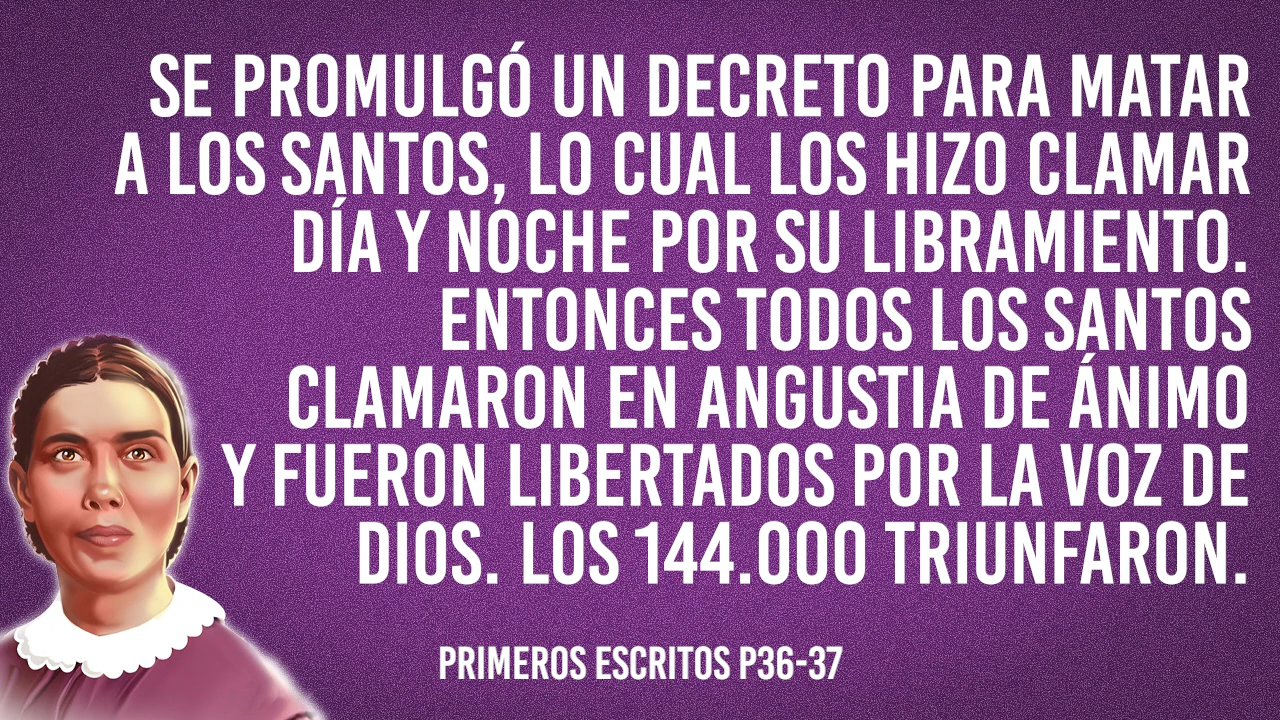 SE PROMULGÓ UN DECRETO PARA MATAR
A LOS SANTOS, LO CUAL LOS HIZO CLAMAR
DÍA Y NOCHE POR SU LIBRAMIENTO.
ENTONCES TODOS LOS SANTOS
CLAMARON EN ANGUSTIA DE ÁNIMO
Y FUERON LIBERTADOS POR LA VOZ DE
DIOS. LOS 144.000 TRIUNFARON.
PRIMEROS ESCRITOS P36-37